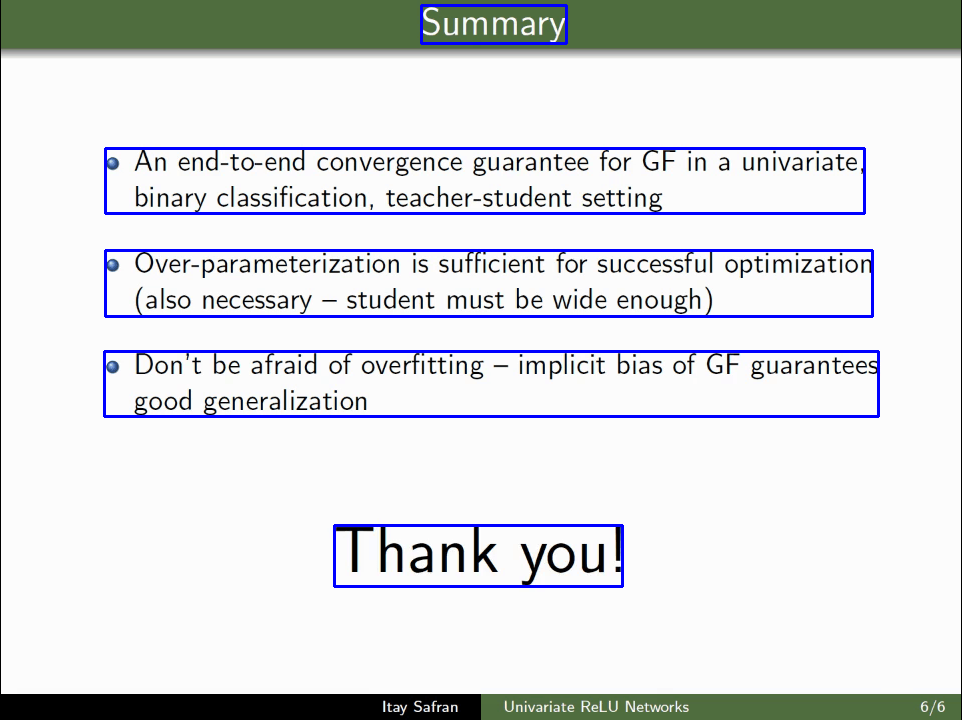 Summary
An end-to-end convergence guarantee for GF in a univariate,
binary classification, teacher-student setting
Over-parameterization is sufficient for successful optimization
(also necessary – student must be wide enough)
Don't be afraid of overfitting – implicit bias of GF guarantees
good generalization
Thank you!
Itay Safran
Univariate ReLU Networks
6/6